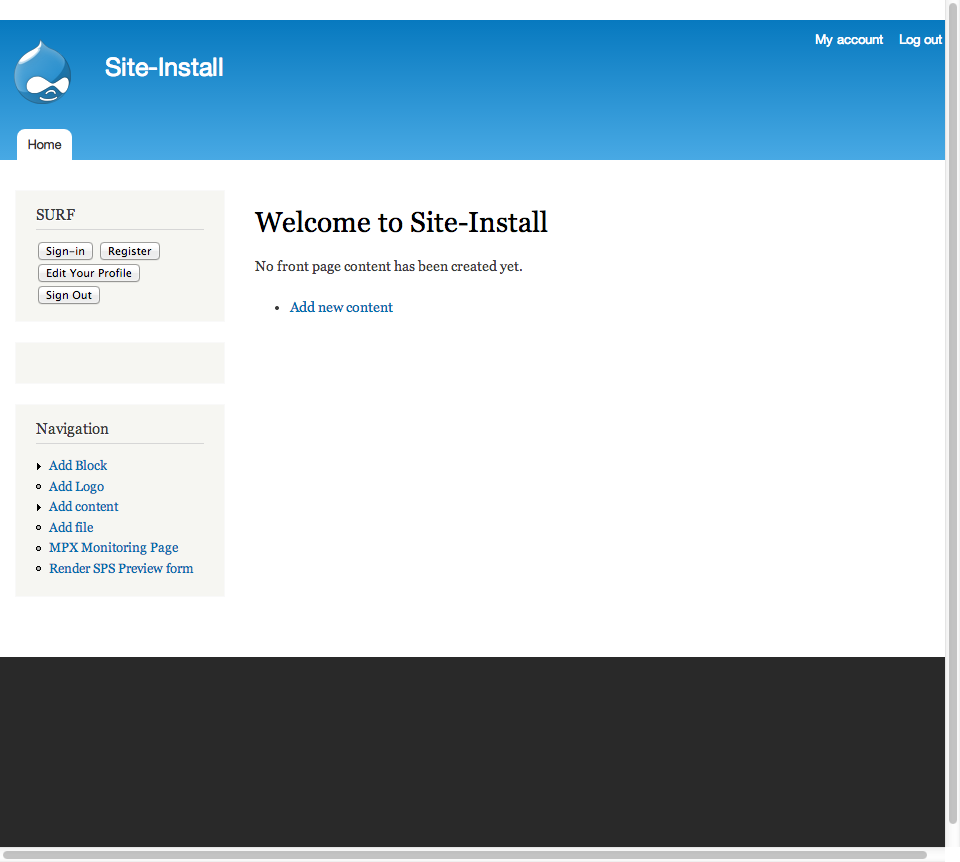 My account Log out
Site-Install
Home
SURF
Sign-in Register
Edit Your Profile
Sign Out
Navigation
Add Block
Add Logo
Add content
Add file
MPX Monitoring Page
Render SPS Preview form
Welcome to Site-Install
No front page content has been created yet.
Add new content